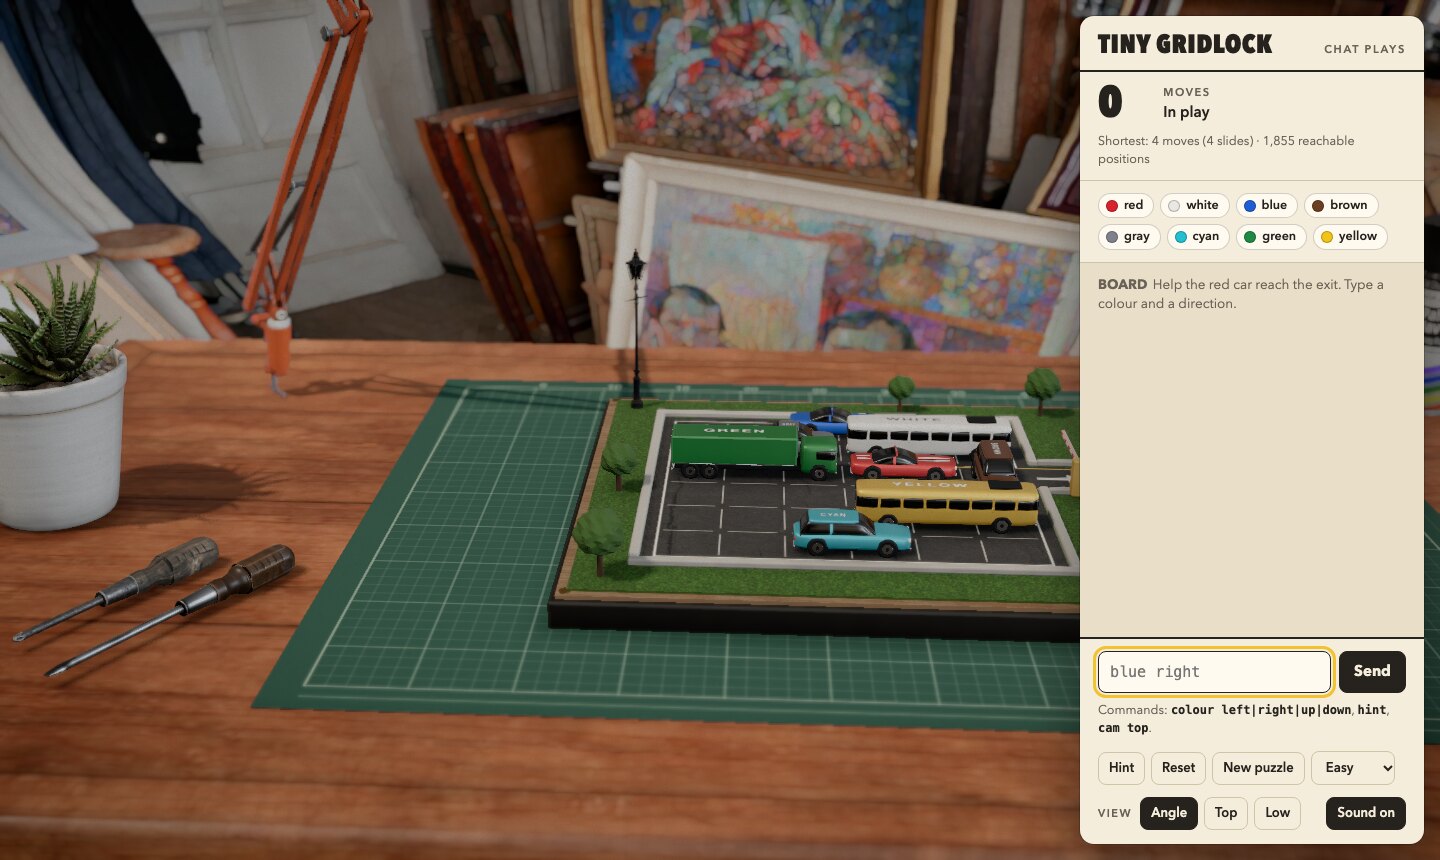 TINY GRIDLOCK
CHAT PLAYS
0
MOVES
In play
Shortest: 4 moves (4 slides) · 1,855 reachable
positions
red
white
blue
brown
gray
cyan
green
yellow
BOARD Help the red car reach the exit. Type a
colour and a direction.
WHITE
GREEN
YELLOW
CYAN
blue right
Send
Commands: colour left|right|up|down, hint,
cam top.
Hint
Reset
New puzzle
Easy
VIEW
Angle
Top
Low
Sound on